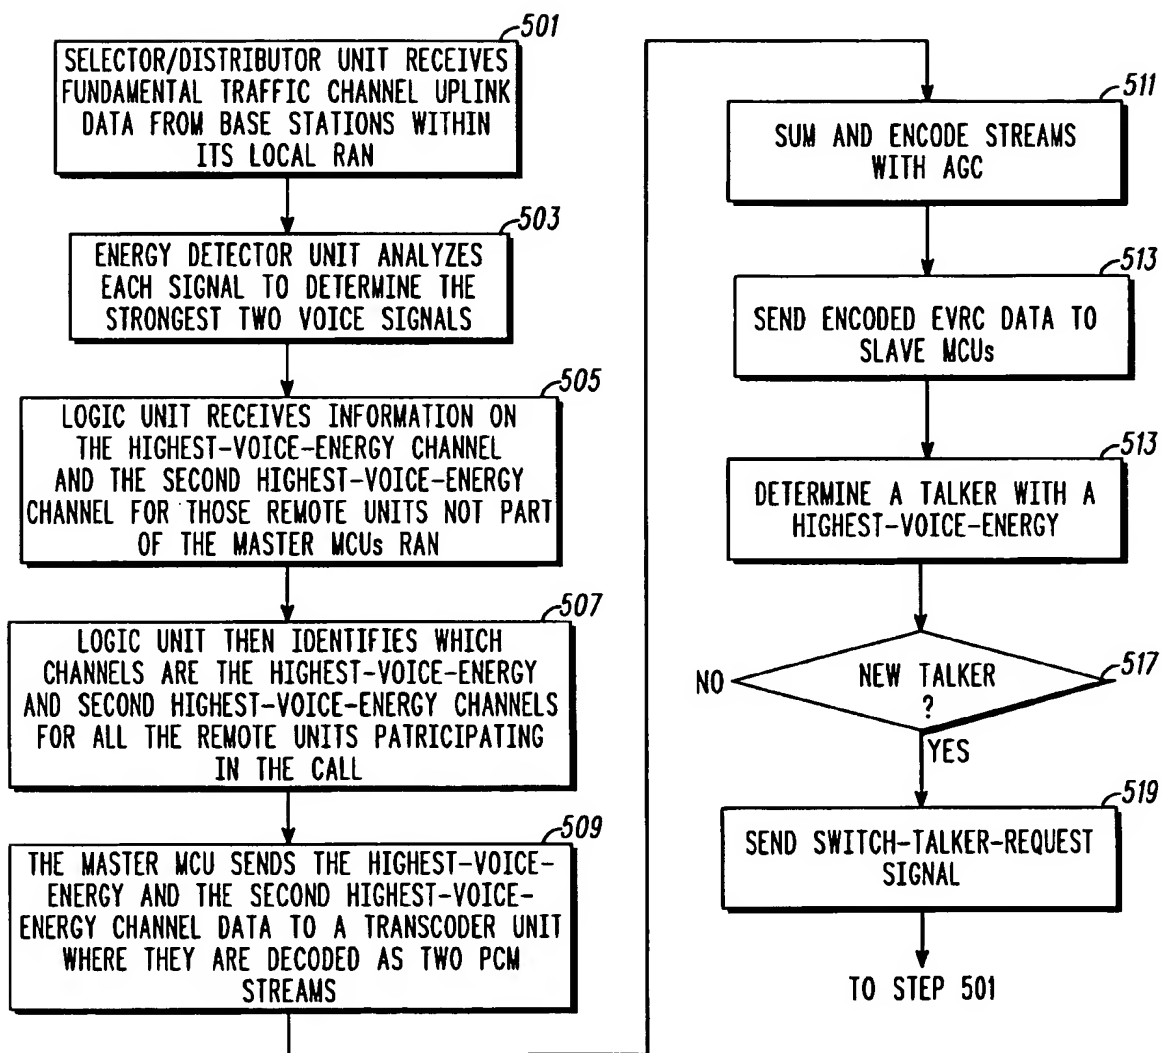 501
SELECTOR/DISTRIBUTOR UNIT RECEIVES
FUNDAMENTAL TRAFFIC CHANNEL UPLINK
DATA FROM BASE STATIONS WITHIN
ITS LOCAL RAN
503
ENERGY DETECTOR UNIT ANALYZES
EACH SIGNAL TO DETERMINE THE
STRONGEST TWO VOICE SIGNALS
505
LOGIC UNIT RECEIVES INFORMATION ON
THE HIGHEST-VOICE-ENERGY CHANNEL
AND THE SECOND HIGHEST-VOICE-ENERGY
CHANNEL FOR THOSE REMOTE UNITS NOT PART
OF THE MASTER MCUs RAN
507
LOGIC UNIT THEN IDENTIFIES WHICH
CHANNELS ARE THE HIGHEST-VOICE-ENERGY
AND SECOND HIGHEST-VOICE-ENERGY CHANNELS
FOR ALL THE REMOTE UNITS PATRICIPATING
IN THE CALL
509
THE MASTER MCU SENDS THE HIGHEST-VOICE-
ENERGY AND THE SECOND HIGHEST-VOICE-
ENERGY CHANNEL DATA TO A TRANSCODER UNIT
WHERE THEY ARE DECODED AS TWO PCM
STREAMS
511
SUM AND ENCODE STREAMS
WITH AGC
513
SEND ENCODED EVRC DATA TO
SLAVE MCUs
513
DETERMINE A TALKER WITH A
HIGHEST-VOICE-ENERGY
517
NO
NEW TALKER
?
YES
519
SEND SWITCH-TALKER-REQUEST
SIGNAL
TO STEP 501